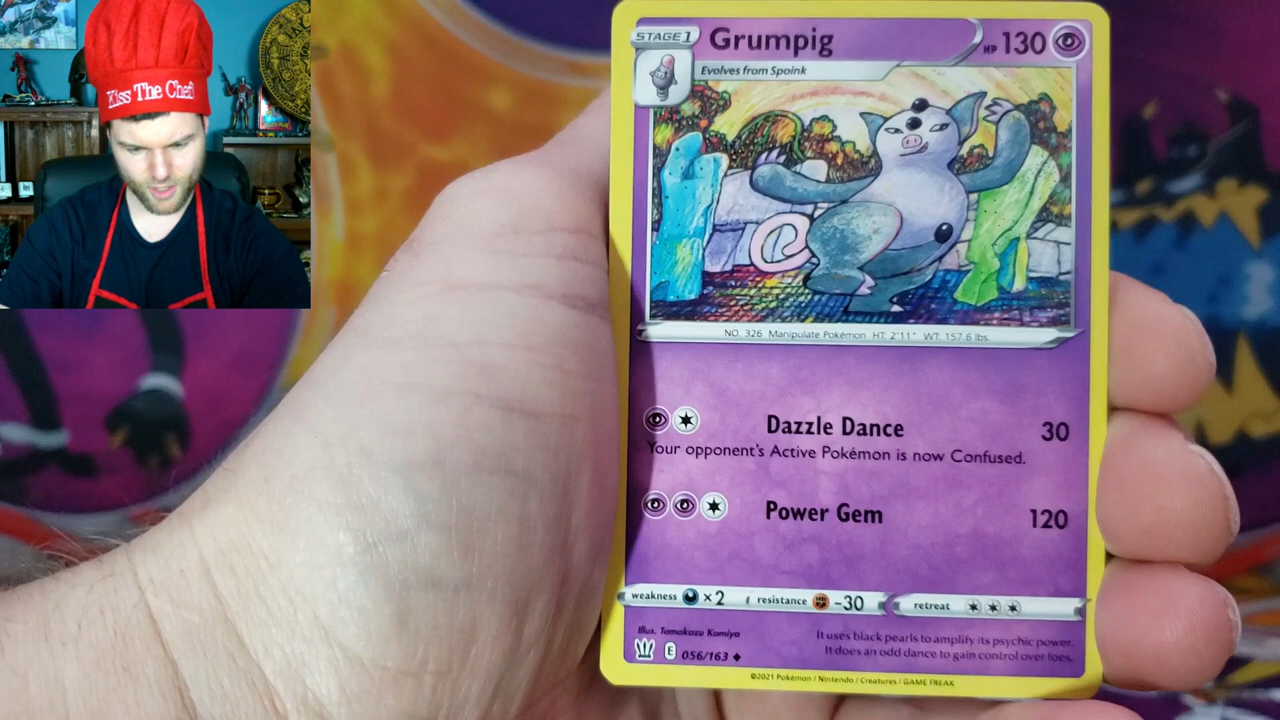 Kiss The Chef!
STAGE 1
Grumpig
HP 130
Evolves from Spoink
NO. 326 Manipulate Pokémon HT: 2'11" WT: 157.6 lbs.
Dazzle Dance 30
Your opponent's Active Pokémon is now Confused.
Power Gem 120
weakness ×2 resistance -30 retreat
Illus. Tomokazu Komiya
E 056/163
It uses black pearls to amplify its psychic power.
It does an odd dance to gain control over foes.
©2021 Pokémon / Nintendo / Creatures / GAME FREAK